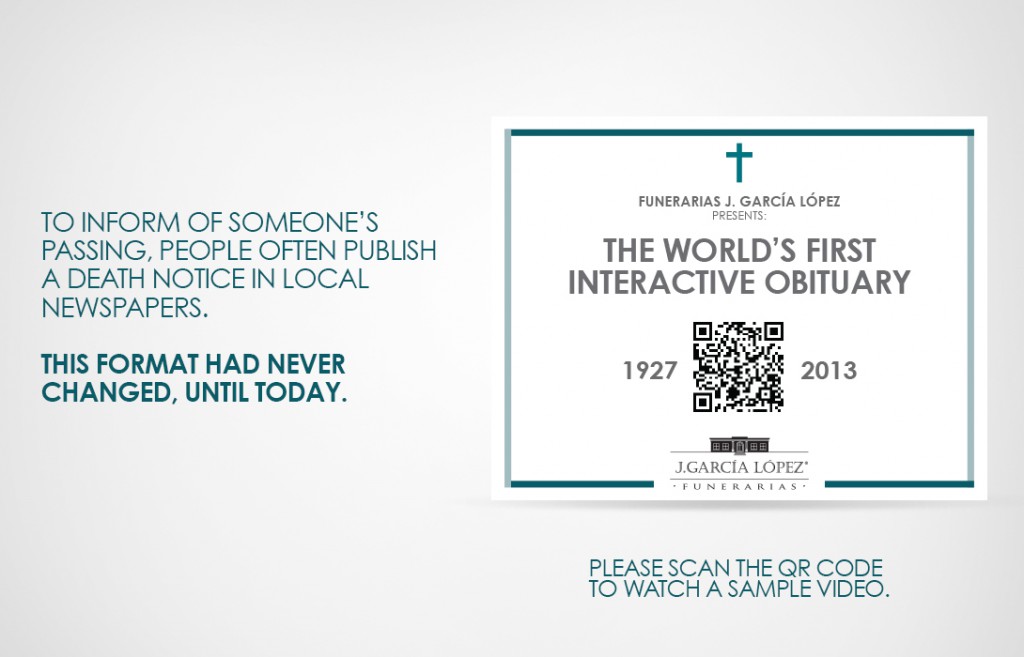 TO INFORM OF SOMEONE'S
PASSING, PEOPLE OFTEN PUBLISH
A DEATH NOTICE IN LOCAL
NEWSPAPERS.
THIS FORMAT HAD NEVER
CHANGED, UNTIL TODAY.
FUNERARIAS J. GARCÍA LÓPEZ
PRESENTS:
THE WORLD'S FIRST
INTERACTIVE OBITUARY
1927 2013
J.GARCÍA LÓPEZ®
· FUNERARIAS ·
PLEASE SCAN THE QR CODE
TO WATCH A SAMPLE VIDEO.